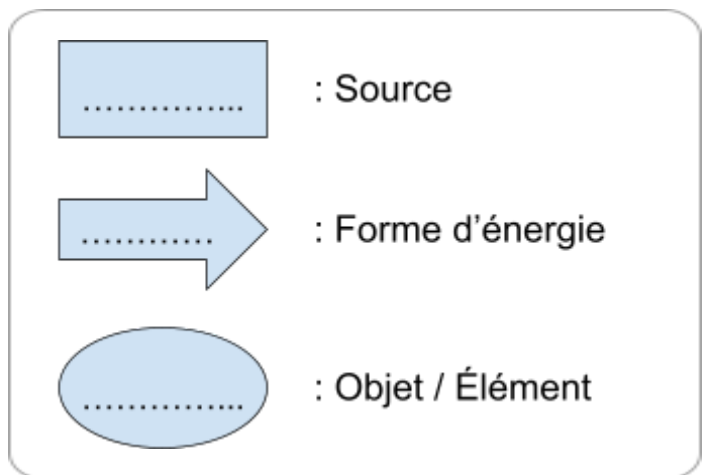 ...............
: Source
............
: Forme d'énergie
...............
: Objet / Élément